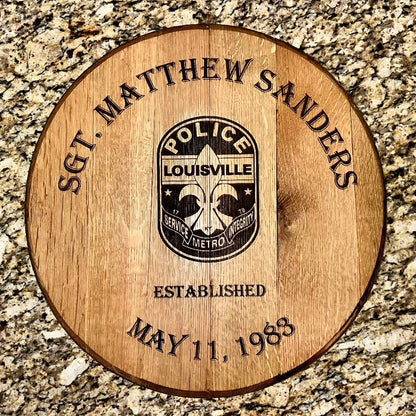 SGT. MATTHEW SANDERS
POLICE
LOUISVILLE
SERVICE METRO INTEGRITY
ESTABLISHED
MAY 11, 1983